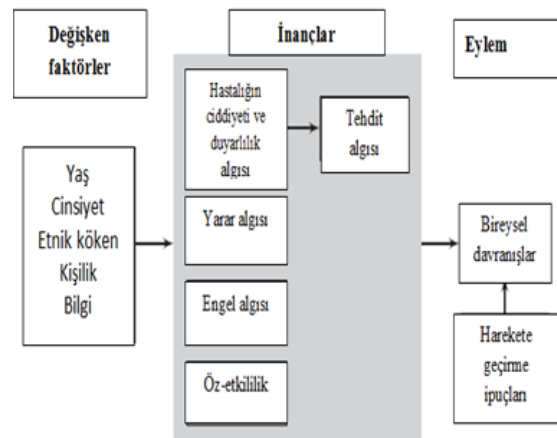 Değişken
faktörler
İnançlar
Eylem
Yaş
Cinsiyet
Etnik köken
Kişilik
Bilgi
Hastalığın
ciddiyeti ve
duyarlılık
algısı
Tehdit
algısı
Yarar algısı
Engel algısı
Öz-etkililik
Bireysel
davranışlar
Harekete
geçirme
ipuçları